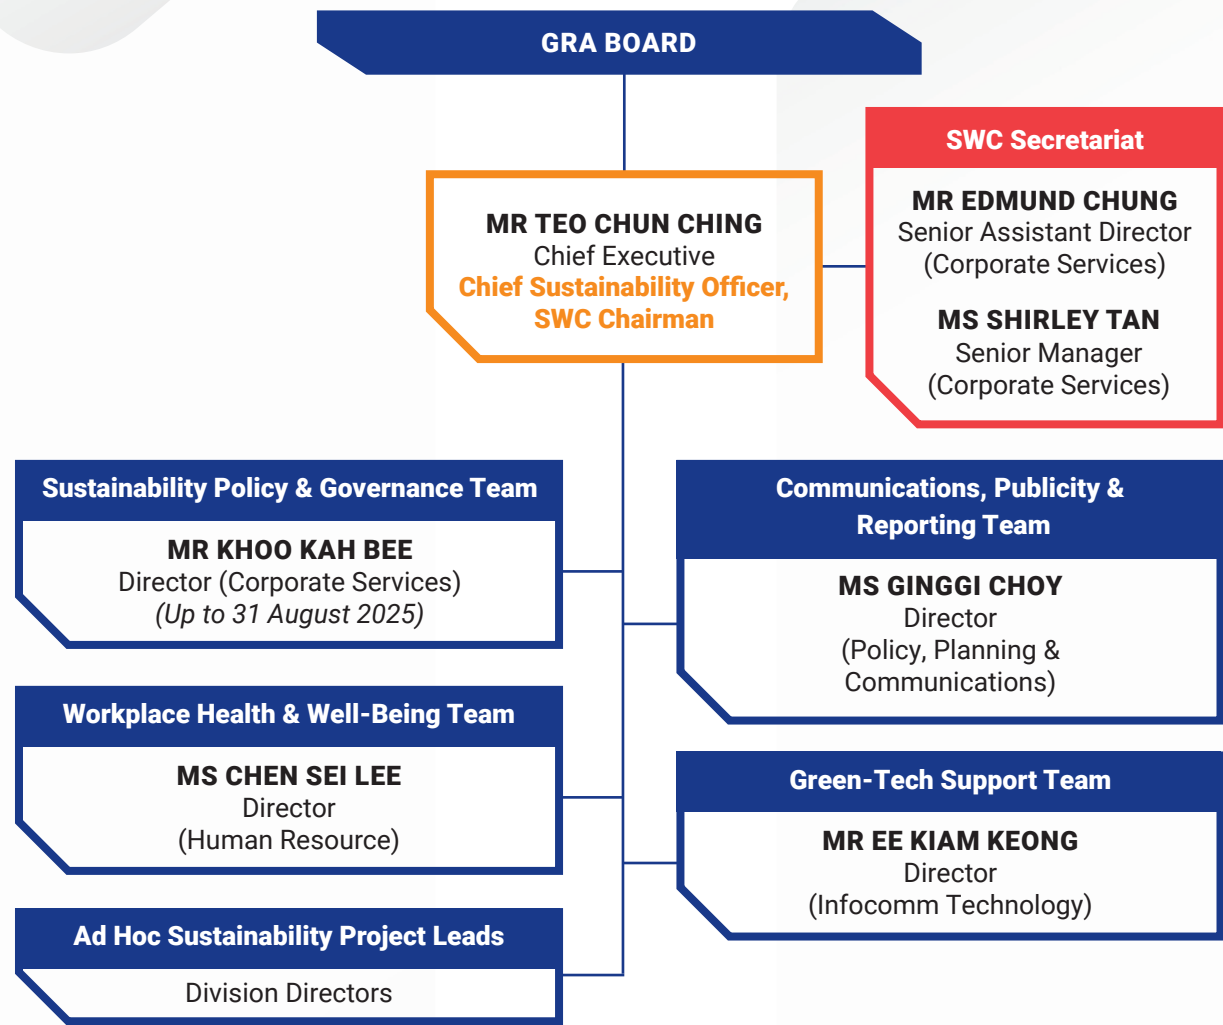 GRA BOARD
MR TEO CHUN CHING
Chief Executive
Chief Sustainability Officer,
SWC Chairman
SWC Secretariat
MR EDMUND CHUNG
Senior Assistant Director
(Corporate Services)
MS SHIRLEY TAN
Senior Manager
(Corporate Services)
Sustainability Policy & Governance Team
MR KHOO KAH BEE
Director (Corporate Services)
(Up to 31 August 2025)
Communications, Publicity &
Reporting Team
MS GINGGI CHOY
Director
(Policy, Planning &
Communications)
Workplace Health & Well-Being Team
MS CHEN SEI LEE
Director
(Human Resource)
Green-Tech Support Team
MR EE KIAM KEONG
Director
(Infocomm Technology)
Ad Hoc Sustainability Project Leads
Division Directors